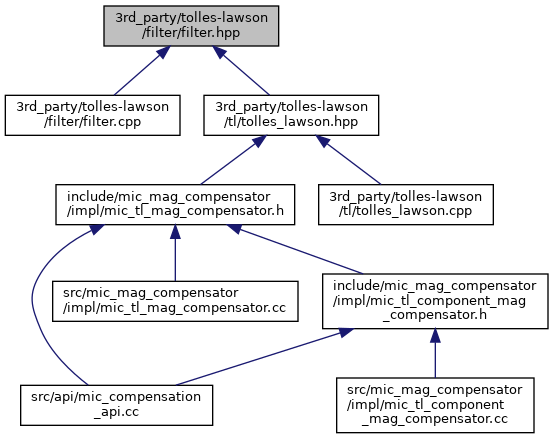 3rd_party/tolles-lawson
/filter/filter.hpp
3rd_party/tolles-lawson
/filter/filter.cpp
3rd_party/tolles-lawson
/tl/tolles_lawson.hpp
include/mic_mag_compensator
/impl/mic_tl_mag_compensator.h
3rd_party/tolles-lawson
/tl/tolles_lawson.cpp
src/mic_mag_compensator
/impl/mic_tl_mag_compensator.cc
include/mic_mag_compensator
/impl/mic_tl_component_mag
_compensator.h
src/api/mic_compensation
_api.cc
src/mic_mag_compensator
/impl/mic_tl_component
_mag_compensator.cc